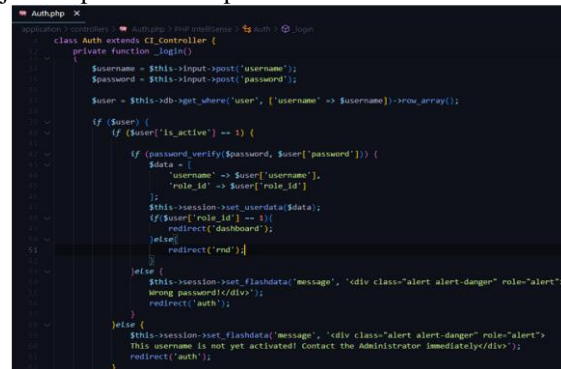 Auth.php ×
application > controllers > Auth.php > PHP IntelliSense > Auth > _login
class Auth extends CI_Controller {
private function _login()
{
$username = $this->input->post('username');
$password = $this->input->post('password');
$user = $this->db->get_where('user', ['username' => $username])->row_array();
if ($user) {
if ($user['is_active'] == 1) {
if (password_verify($password, $user['password'])) {
$data = [
'username' => $user['username'],
'role_id' => $user['role_id']
];
$this->session->set_userdata($data);
if($user['role_id'] == 1){
redirect('dashboard');
}else{
51 redirect('rnd');
}
}else {
$this->session->set_flashdata('message', '<div class="alert alert-danger" role="alert">
Wrong password!</div>');
redirect('auth');
}
}else {
$this->session->set_flashdata('message', '<div class="alert alert-danger" role="alert">
This username is not yet activated! Contact the Administrator immediately</div>');
redirect('auth');
}